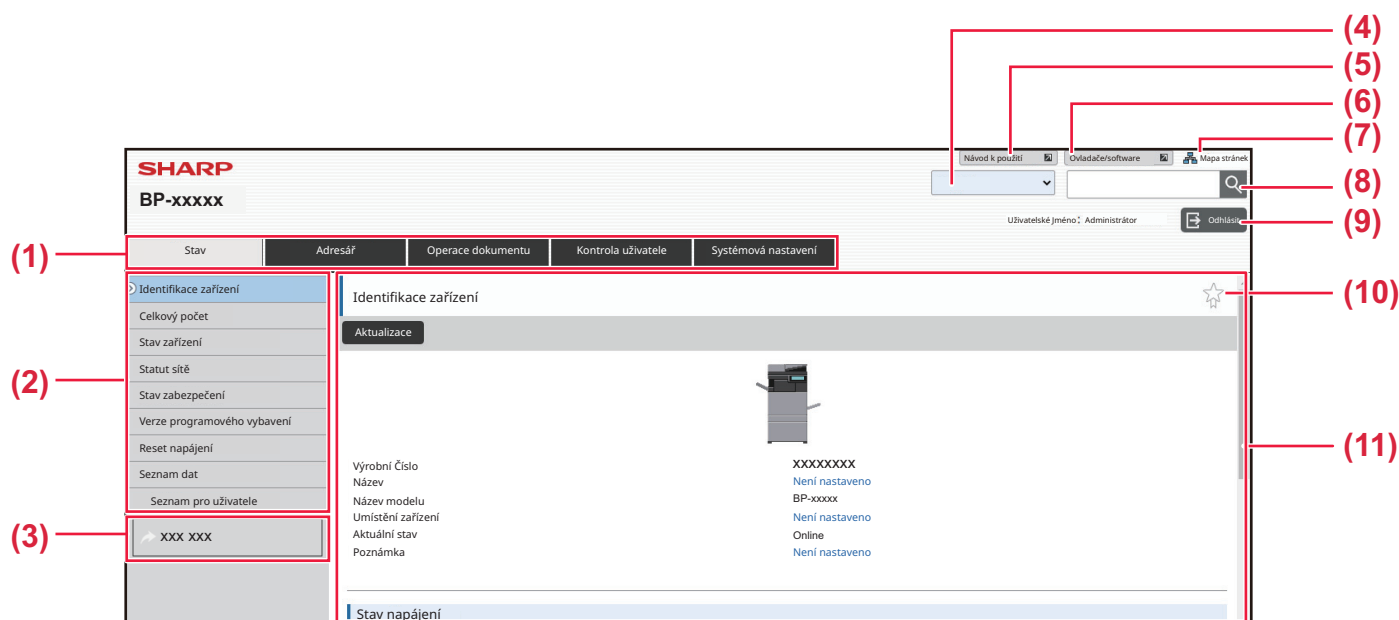 (4)
(5)
(6)
(7)
Návod k použití
Ovladače/software
Mapa stránek
SHARP
(8)
BP-xxxxx
Uživatelské Jméno: Administrátor
Odhlásit
(9)
(1)
Stav
Adresář
Operace dokumentu
Kontrola uživatele
Systémová nastavení
(2)
Identifikace zařízení
Celkový počet
Stav zařízení
Statut sítě
Stav zabezpečení
Verze programového vybavení
Reset napájení
Seznam dat
Seznam pro uživatele
(3)
XXX XXX
Identifikace zařízení
(10)
Aktualizace
(11)
Výrobní Číslo XXXXXXXX
Název Není nastaveno
Název modelu BP-xxxxx
Umístění zařízení Není nastaveno
Aktuální stav Online
Poznámka Není nastaveno
Stav napájení